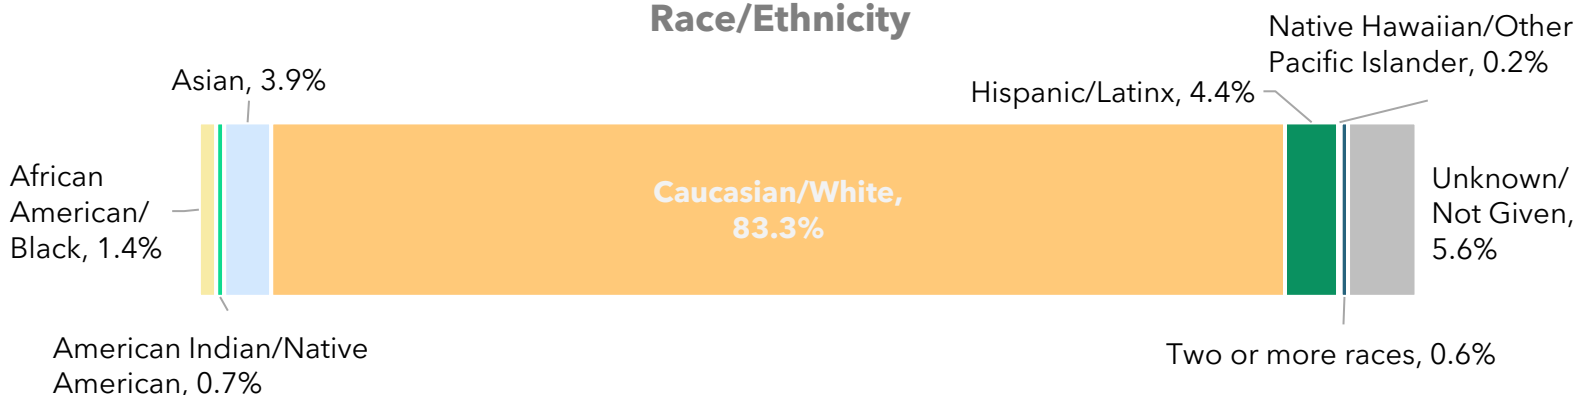 Race/Ethnicity
Native Hawaiian/Other
Pacific Islander, 0.2%
Asian, 3.9%
Hispanic/Latinx, 4.4%
African
American/
Black, 1.4%
Caucasian/White,
83.3%
Unknown/
Not Given,
5.6%
American Indian/Native
American, 0.7%
Two or more races, 0.6%